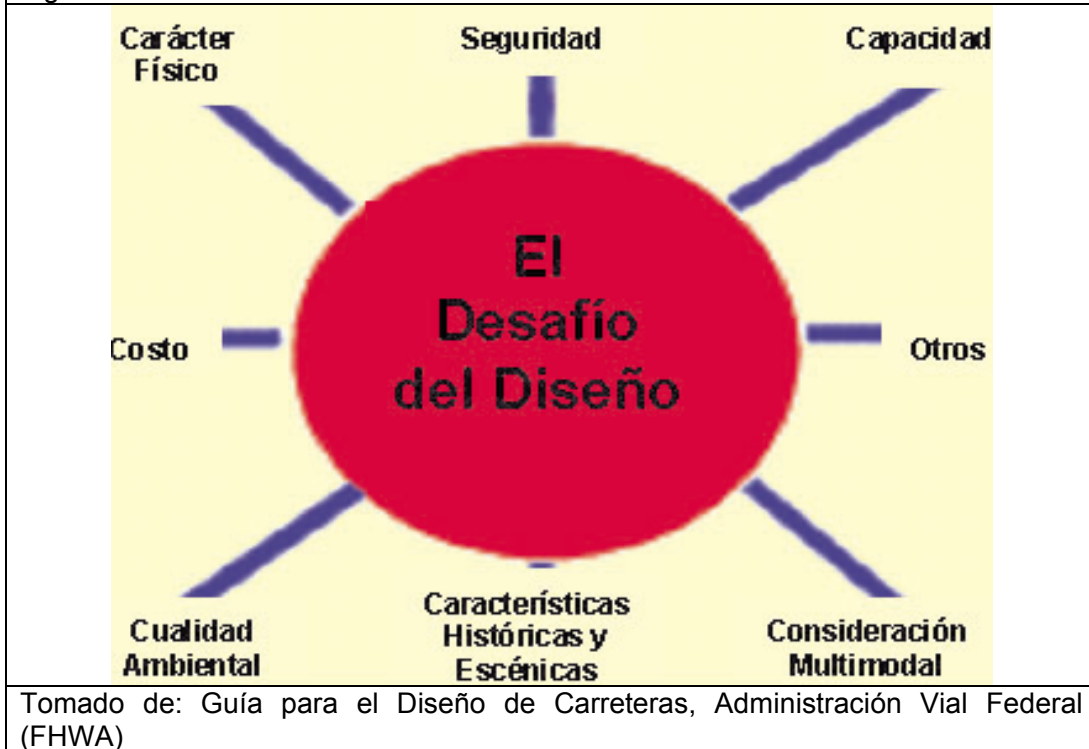 Carácter
Físico
Seguridad
Capacidad
El
Desafío
del Diseño
Costo
Otros
Cualidad
Ambiental
Características
Históricas y
Escénicas
Consideración
Multimodal
Tomado de: Guía para el Diseño de Carreteras, Administración Vial Federal
(FHWA)